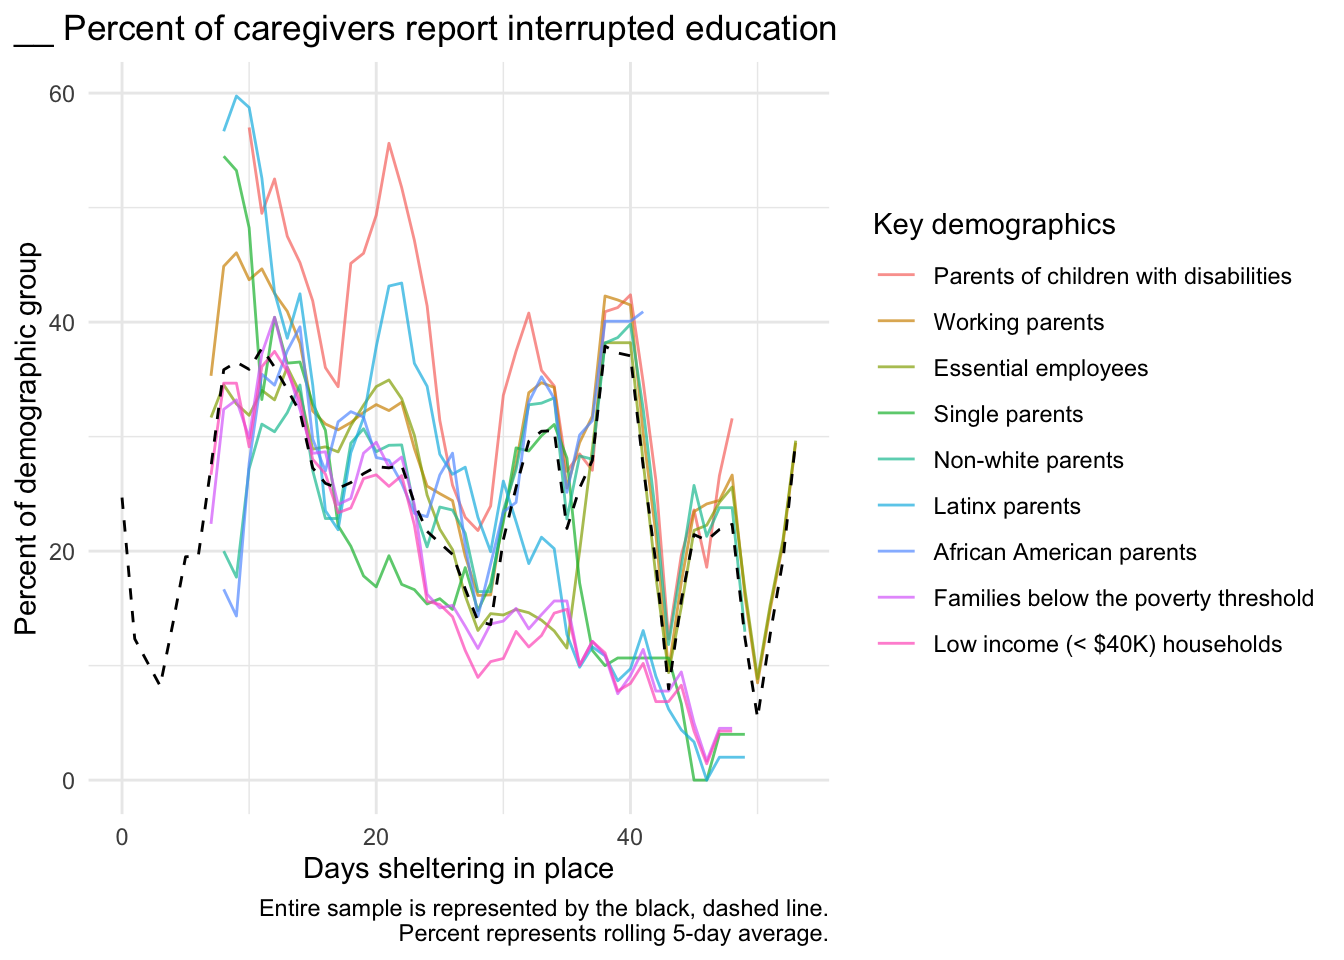 __ Percent of caregivers report interrupted education
Percent of demographic group
60
40
20
0
0 20 40
Days sheltering in place
Entire sample is represented by the black, dashed line.
Percent represents rolling 5-day average.
Key demographics
Parents of children with disabilities
Working parents
Essential employees
Single parents
Non-white parents
Latinx parents
African American parents
Families below the poverty threshold
Low income (< $40K) households